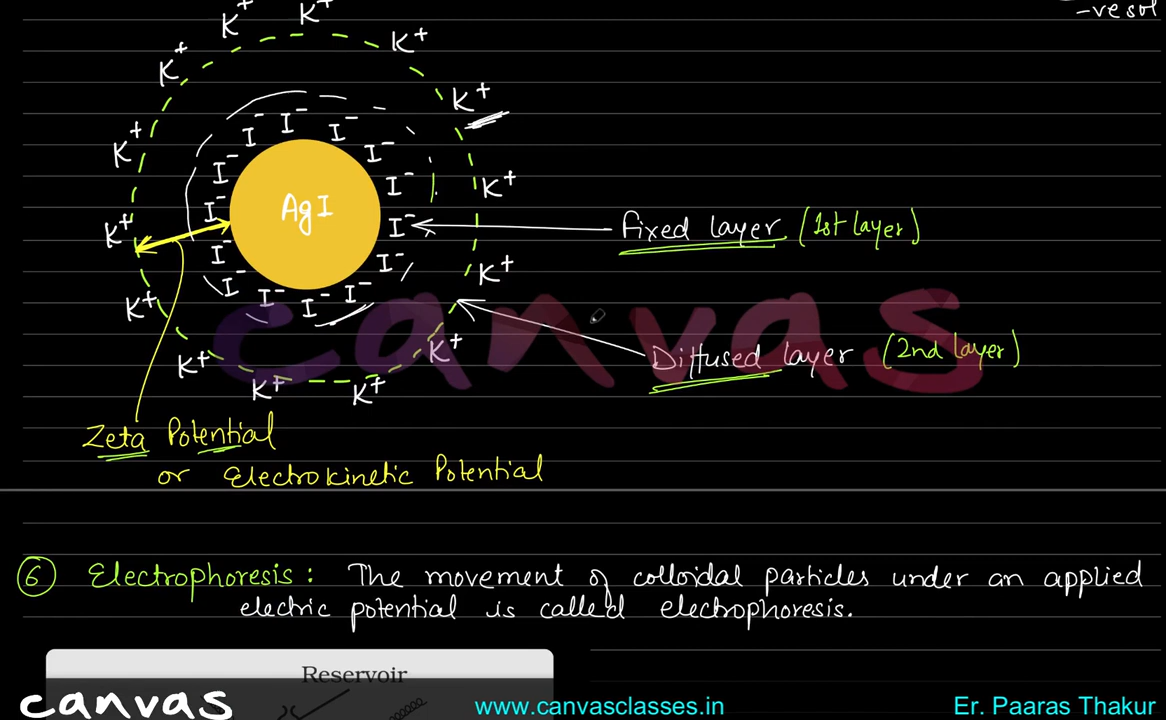 -ve sol
K⁺ K⁺
K⁺ K⁺
K⁺ K⁺
I⁻ I⁻ I⁻
K⁺ I⁻ I⁻
I⁻ I⁻ K⁺
AgI
I⁻ I⁻ Fixed layer (1st layer)
K⁺
I⁻ I⁻ K⁺
I⁻ I⁻ I⁻ I⁻
K⁺
canvas
K⁺ K⁺ Diffused layer (2nd layer)
K⁺ K⁺
Zeta Potential
or Electrokinetic Potential
6 Electrophoresis: The movement of colloidal particles under an applied
electric potential is called electrophoresis.
Reservoir
canvas www.canvasclasses.in Er. Paaras Thakur